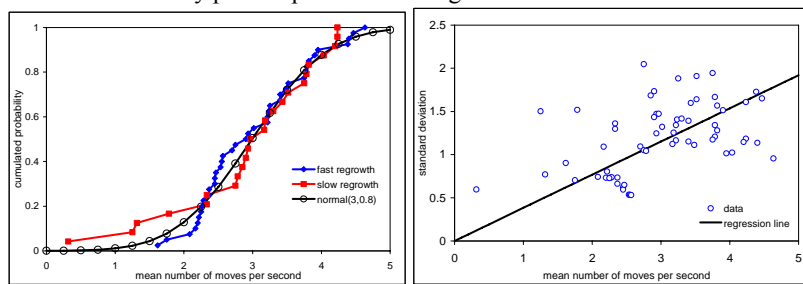 1
0.8
0.6
0.4
0.2
0
0 1 2 3 4 5
cumulated probability
mean number of moves per second
fast regrowth
slow regrowth
normal(3,0.8)
2.5
2
1.5
1
0.5
0
0 1 2 3 4 5
standard deviation
mean number of moves per second
data
regression line